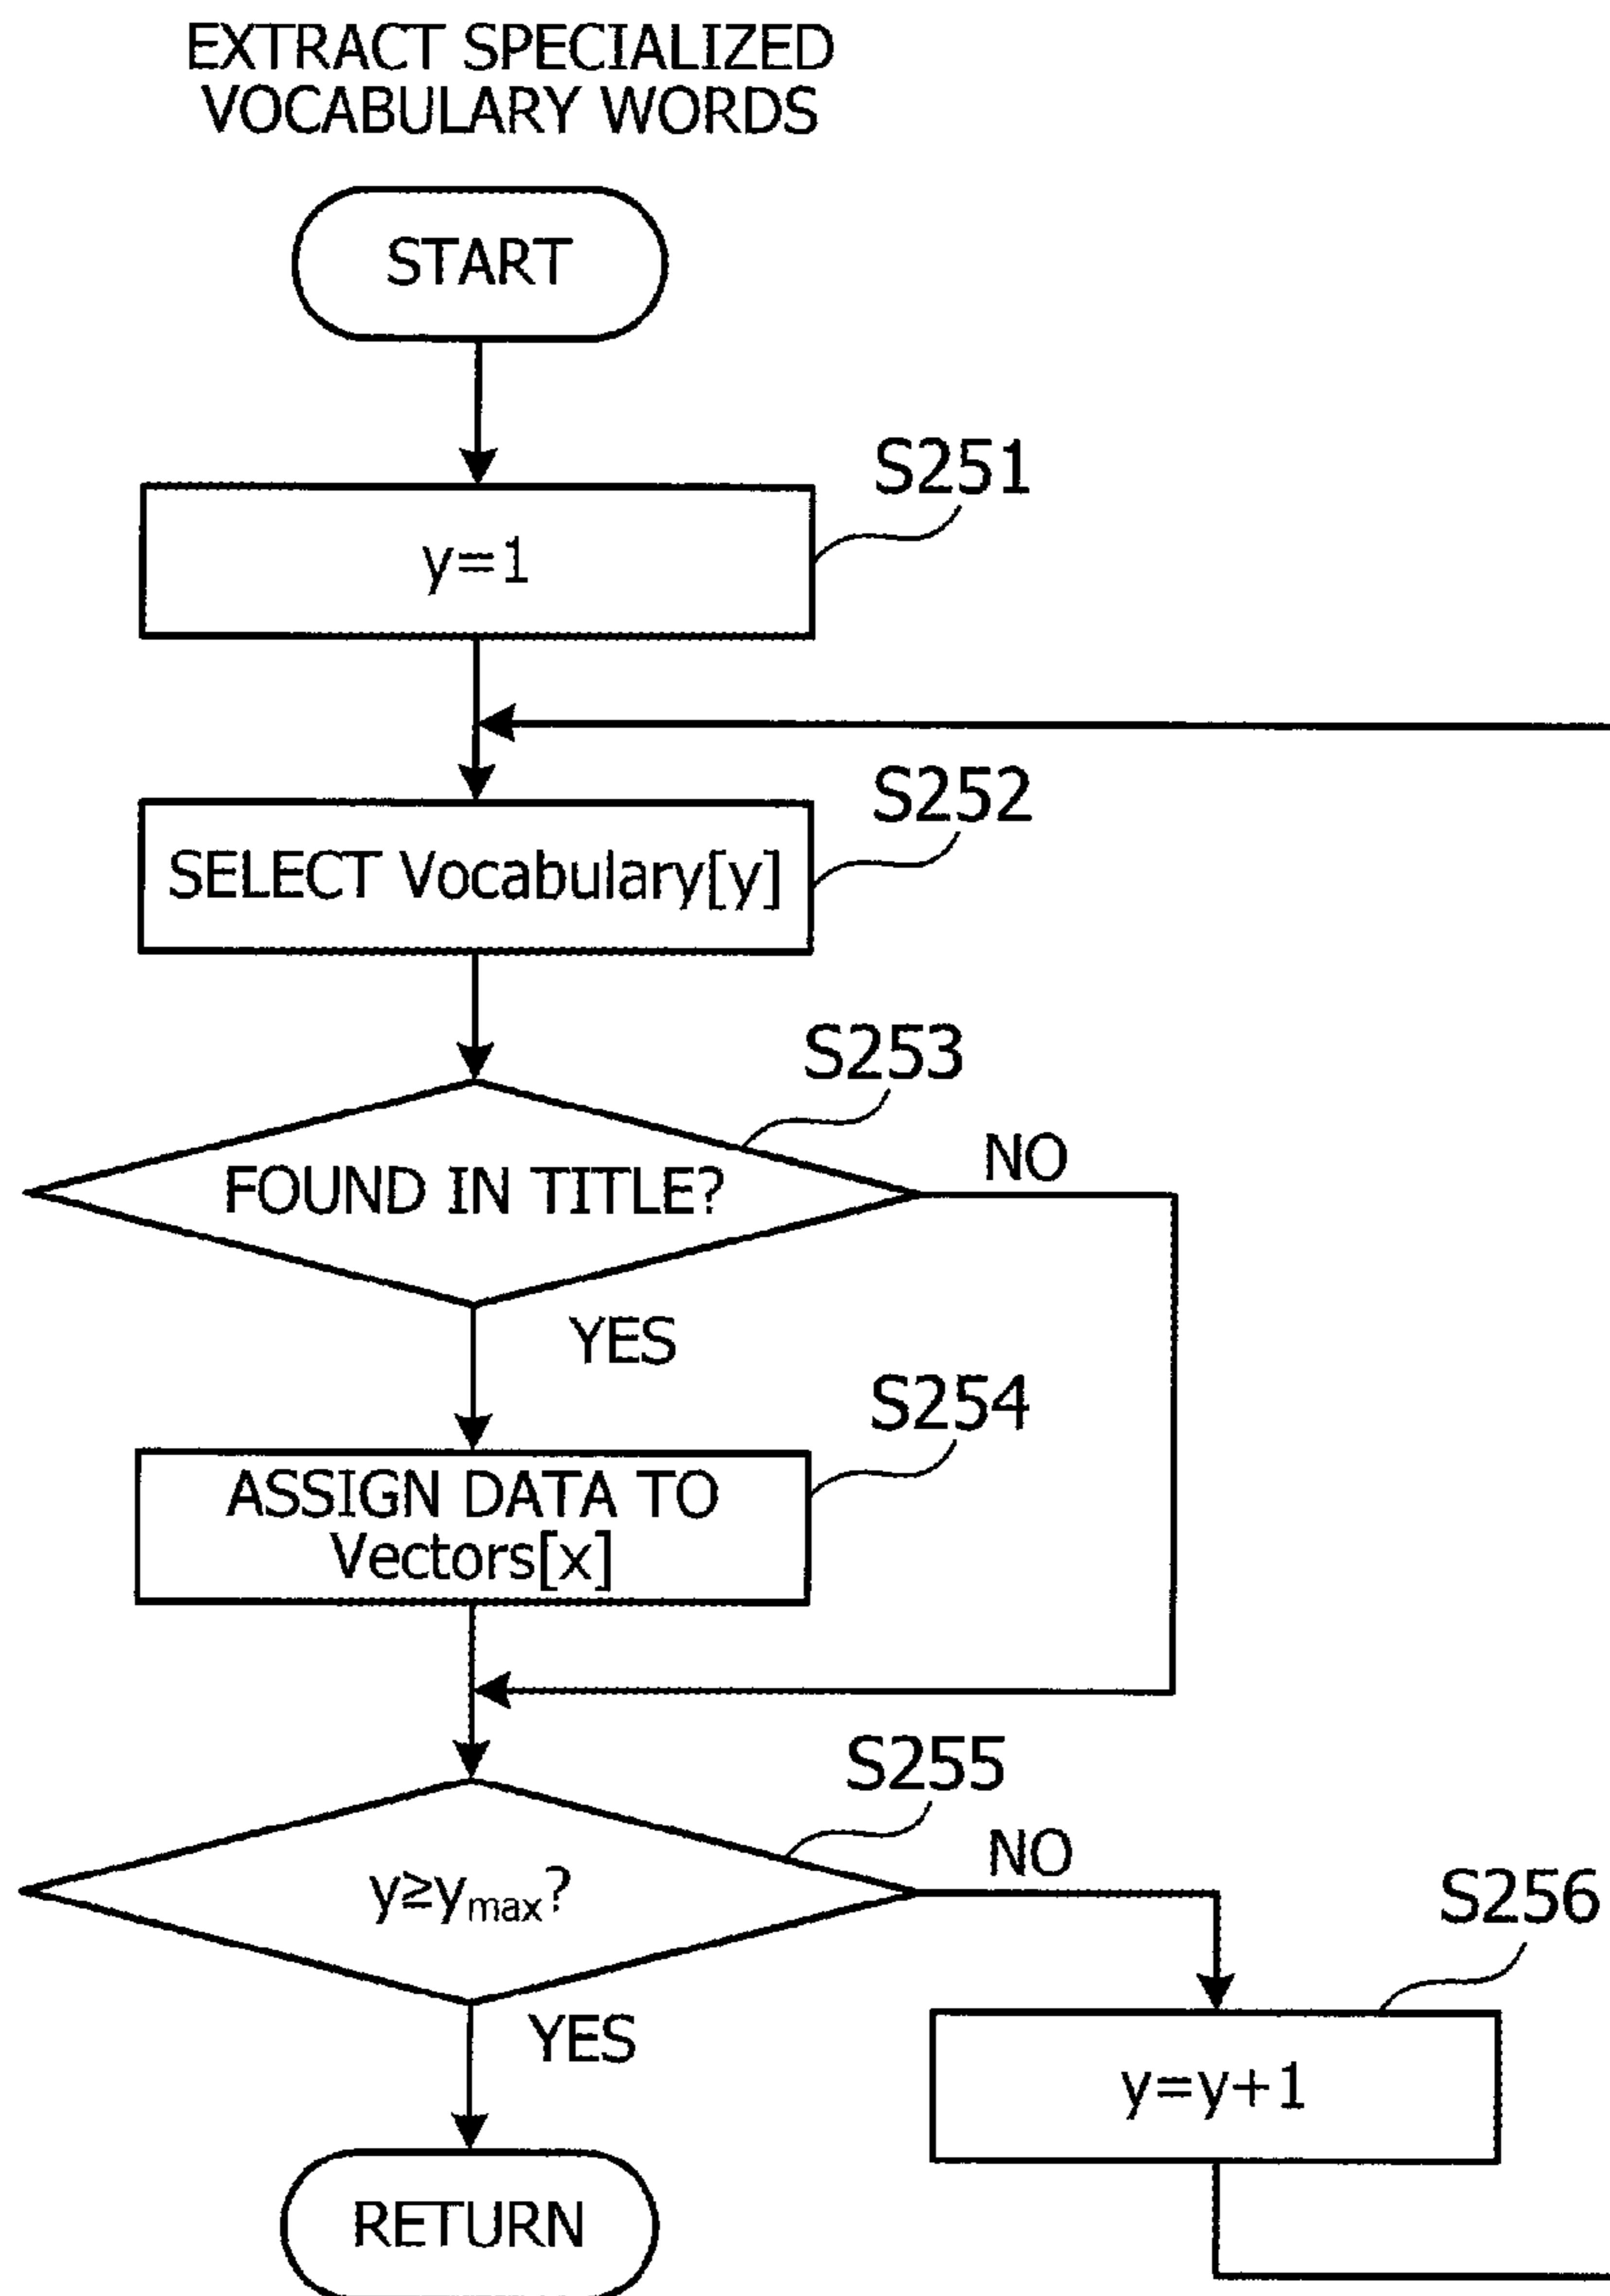 EXTRACT SPECIALIZED
VOCABULARY WORDS
START
S251
y=1
S252
SELECT Vocabulary[y]
S253
FOUND IN TITLE?
NO
YES
S254
ASSIGN DATA TO
Vectors[x]
S255
y≥ymax?
NO
S256
YES
y=y+1
RETURN